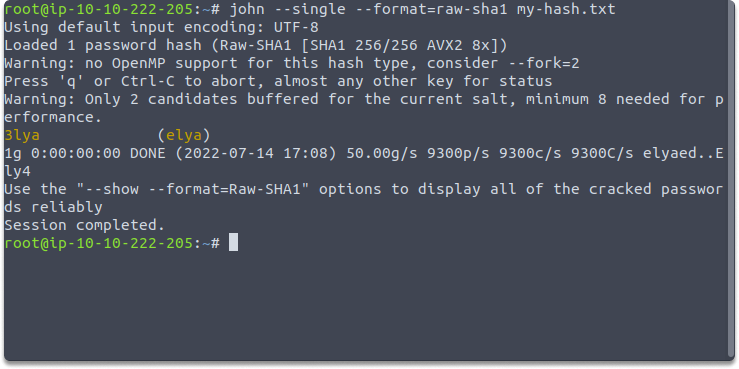 root@ip-10-10-222-205:~# john --single --format=raw-sha1 my-hash.txt
Using default input encoding: UTF-8
Loaded 1 password hash (Raw-SHA1 [SHA1 256/256 AVX2 8x])
Warning: no OpenMP support for this hash type, consider --fork=2
Press 'q' or Ctrl-C to abort, almost any other key for status
Warning: Only 2 candidates buffered for the current salt, minimum 8 needed for p
erformance.
3lya             (elya)
1g 0:00:00:00 DONE (2022-07-14 17:08) 50.00g/s 9300p/s 9300c/s 9300C/s elyaed..E
ly4
Use the "--show --format=Raw-SHA1" options to display all of the cracked passwor
ds reliably
Session completed.
root@ip-10-10-222-205:~#